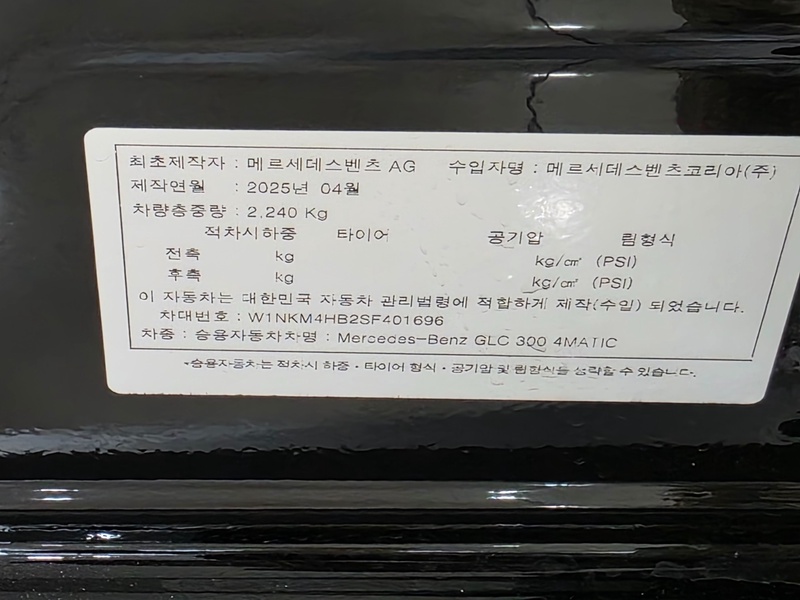 최초제작자 : 메르세데스벤츠 AG 수입자명 : 메르세데스벤츠코리아(주)
제작연월 : 2025년 04월
차량총중량 : 2,240 Kg
적차시하중 타이어 공기압 림형식
전측 kg kg/㎠ (PSI)
후측 kg kg/㎠ (PSI)
이 자동차는 대한민국 자동차 관리법령에 적합하게 제작(수입) 되었습니다.
차대번호 : W1NKM4HB2SF401696
차종 : 승용자동차차명 : Mercedes-Benz GLC 300 4MATIC
*승용자동차는 적차시 하중 · 타이어 형식 · 공기압 및 림형식을 생략할 수 있습니다.